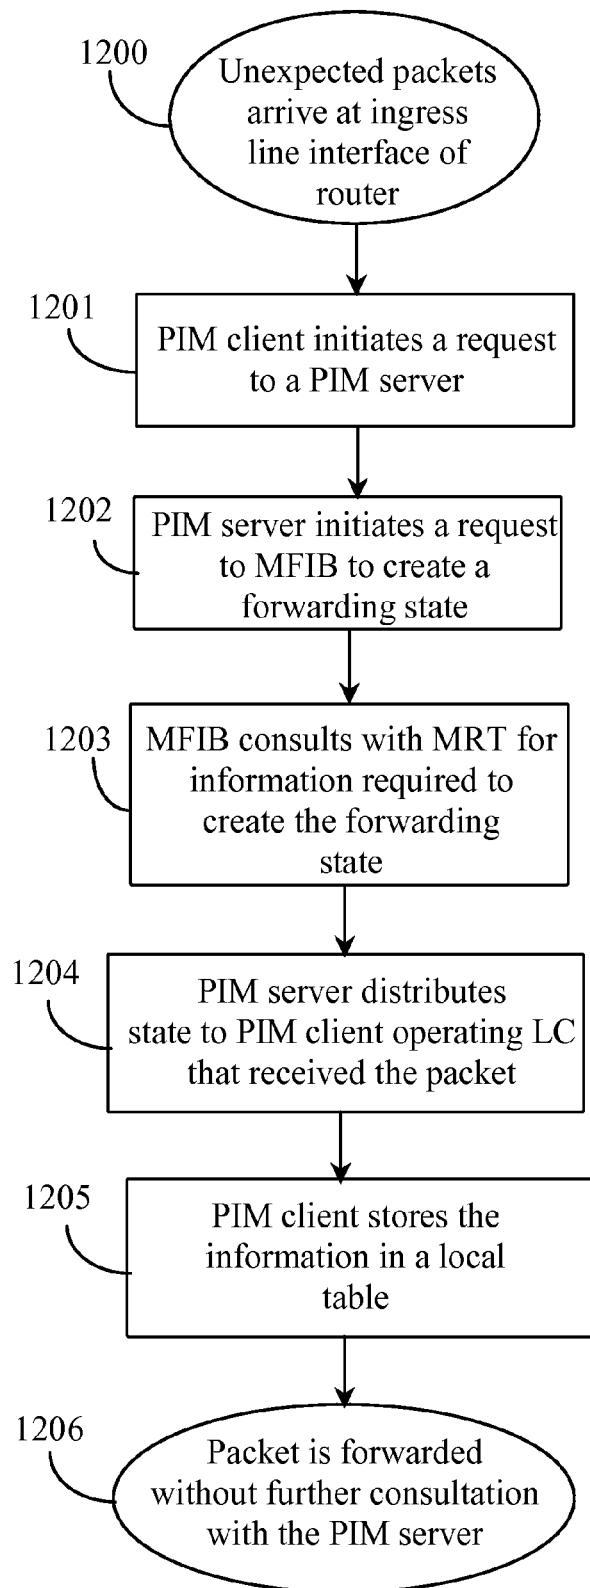 1200
Unexpected packets
arrive at ingress
line interface of
router
1201
PIM client initiates a request
to a PIM server
1202
PIM server initiates a request
to MFIB to create a
forwarding state
1203
MFIB consults with MRT for
information required to
create the forwarding
state
1204
PIM server distributes
state to PIM client operating LC
that received the packet
1205
PIM client stores the
information in a local
table
1206
Packet is forwarded
without further consultation
with the PIM server